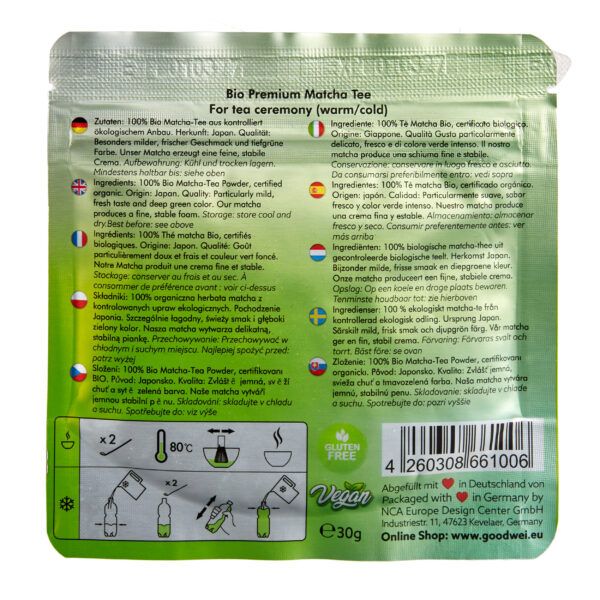 Bio Premium Matcha Tee
For tea ceremony (warm/cold)
Zutaten: 100% Bio Matcha-Tee aus kontrolliert
ökologischem Anbau. Herkunft: Japan. Qualität:
Besonders milder, frischer Geschmack und tiefgrüne
Farbe. Unser Matcha erzeugt eine feine, stabile
Crema. Aufbewahrung: Kühl und trocken lagern.
Mindestens haltbar bis: siehe oben
Ingredients: 100% Bio Matcha-Tea Powder, certified
organic. Origin: Japan. Quality: Particularly mild,
fresh taste and deep green color. Our matcha
produces a fine, stable foam. Storage: store cool and
dry. Best before: see above
Ingrédients: 100% Thé matcha Bio, certifiés
biologiques. Origine: Japan. Qualité: Goût
particulièrement doux et frais et couleur vert foncé.
Notre Matcha produit une crema fine et stable.
Stockage: conserver au frais et au sec. À
consommer de préférence avant : voir ci-dessus
Składniki: 100% organiczna herbata matcha z
kontrolowanych upraw ekologicznych. Pochodzenie
Japonia. Szczególnie łagodny, świeży smak i głęboki
zielony kolor. Nasza matcha wytwarza delikatną,
stabilną piankę. Przechowywanie: Przechowywać w
chłodnym i suchym miejscu. Najlepiej spożyć przed:
patrz wyżej
Složení: 100% Bio Matcha-Tea Powder, certifikovani
BIO. Původ: Japonsko. Kvalita: Zvlášť jemná, sv ěží
chuť a syt ě zelená barva. Naše matcha vytváří
jemnou stabilní p ěnu. Skladování: skladujte v chladu
a suchu. Spotřebujte do: viz výše
Ingrediente: 100% Tè Matcha Bio, certificato biologico.
Origine: Giappone. Qualità Gusto particolarmente
delicato, fresco e di colore verde intenso. Il nostro
matcha produce una schiuma fine e stabile.
Conservazione: conservare in luogo fresco e asciutto.
Da consumarsi preferibilmente entro: vedi sopra
Ingredientes: 100% Té matcha Bio, certificado orgánico.
Origen: japón. Calidad: Particularmente suave, sabor
fresco y color verde intenso. Nuestro matcha produce
una crema fina y estable. Almacenamiento: almacenar
fresco y seco. Consumir preferentemente antes: ver
más arriba
Ingrediënten: 100% biologische matcha-thee uit
gecontroleerde biologische teelt. Herkomst Japan.
Bijzonder milde, frisse smaak en diepgroene kleur.
Onze matcha produceert een fijne, stabiele crema.
Opslag: Op een koele en droge plaats bewaren.
Tenminste houdbaar tot: zie hierboven
Ingredienser: 100 % ekologiskt matcha-te från
kontrollerad ekologisk odling. Ursprung Japan.
Särskilt mild, frisk smak och djupgrön färg. Vår matcha
ger en fin, stabil crema. Förvaring: Förvaras svalt och
torrt. Bäst före: se ovan
Zloženie: 100% Bio Matcha-Tea Powder, certifikovani
organickí. Pôvod: Japonsko. Kvalita: Zvlášť jemná,
svieža chuť a tmavozelená farba. Naše matcha vytvára
jemnou, stabilnú penu. Skladovanie: skladujte v chlade
a suchu. Spotrebujte do: pozri vyššie
x 2
80°C
x 2
GLUTEN
FREE
Vegan
℮30g
4 260308 661006
Abgefüllt mit ❤ in Deutschland von
Packaged with ❤ in Germany by
NCA Europe Design Center GmbH
Industriestr. 11, 47623 Kevelaer, Germany
Online Shop: www.goodwei.eu